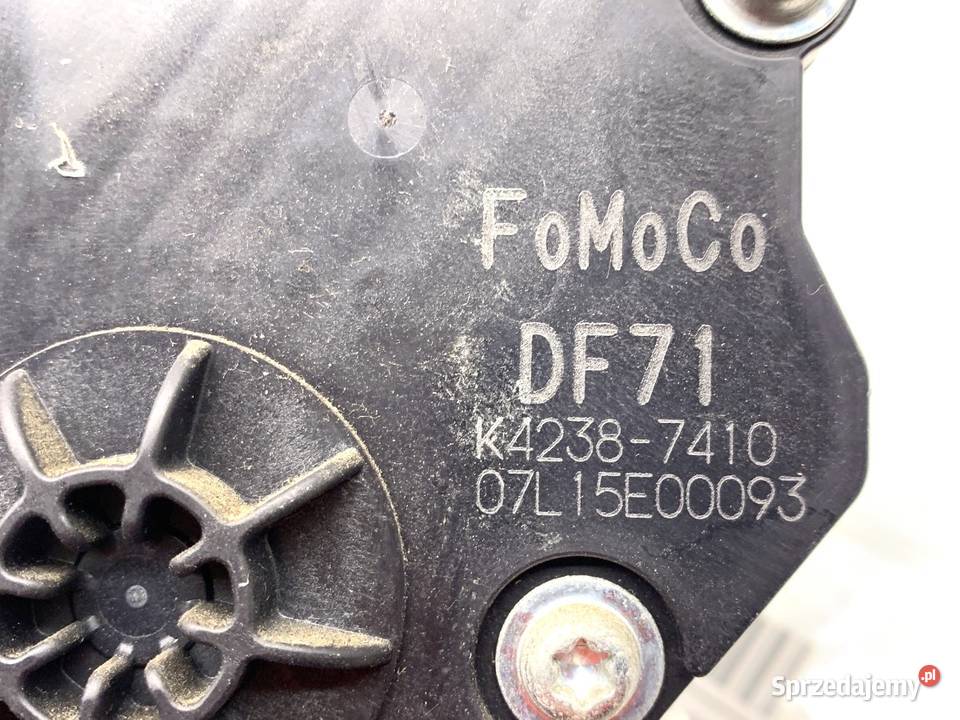 FoMoCo
DF71
K4238-7410
07L15E00093
Sprzedajemy.pl